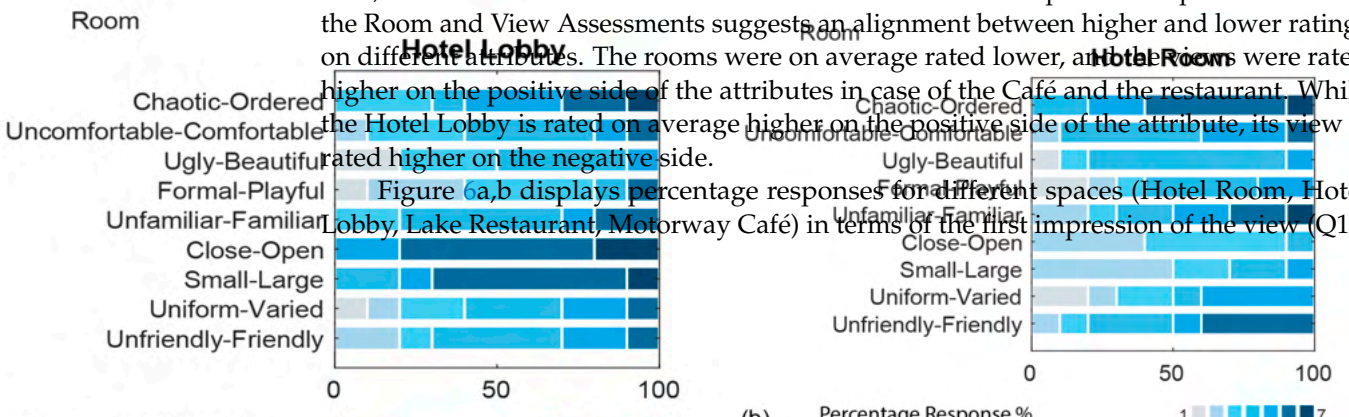 Room
the Room and View Assessments suggests an alignment between higher and lower rating
Room
Hotel Lobby
on different attributes. The rooms were on average rated lower, and the views were rate
Hotel Room
higher on the positive side of the attributes in case of the Café and the restaurant. Whil
Chaotic-Ordered
Chaotic-Ordered
the Hotel Lobby is rated on average higher on the positive side of the attribute, its view
Uncomfortable-Comfortable
Uncomfortable-Comfortable
rated higher on the negative side.
Ugly-Beautiful
Ugly-Beautiful
Figure 6a,b displays percentage responses for different spaces (Hotel Room, Hote
Formal-Playful
Formal-Playful
Lobby, Lake Restaurant, Motorway Café) in terms of the first impression of the view (Q1
Unfamiliar-Familiar
Unfamiliar-Familiar
Close-Open
Close-Open
Small-Large
Small-Large
Uniform-Varied
Uniform-Varied
Unfriendly-Friendly
Unfriendly-Friendly
0 50 100
0 50 100
Percentage Response %
1 7